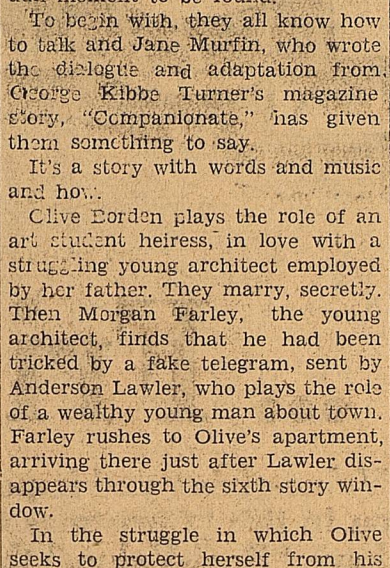 moment to be found.
To begin with, they all know how
to talk and Jane Murfin, who wrote
the dialogue and adaptation from
George Kibbe Turner's magazine
story, "Companionate," has given
them something to say.
It's a story with words and music
and how.
Olive Borden plays the role of an
art student heiress, in love with a
struggling young architect employed
by her father. They marry, secretly.
Then Morgan Farley, the young
architect, finds that he had been
tricked by a fake telegram, sent by
Anderson Lawler, who plays the role
of a wealthy young man about town.
Farley rushes to Olive's apartment,
arriving there just after Lawler dis-
appears through the sixth story win-
dow.
In the struggle in which Olive
seeks to protect herself from his